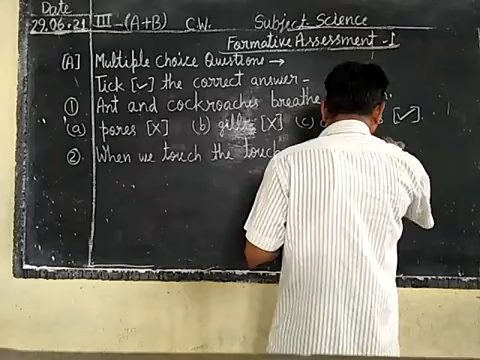 Date
29.06.21 III-(A+B) C.W. Subject Science
Formative Assessment-I
[A] Multiple Choice Questions →
Tick [✓] the correct answer-
① Ant and cockroaches breathe
(a) pores [X] (b) gills [X] (c) [✓].
② When we touch the touch